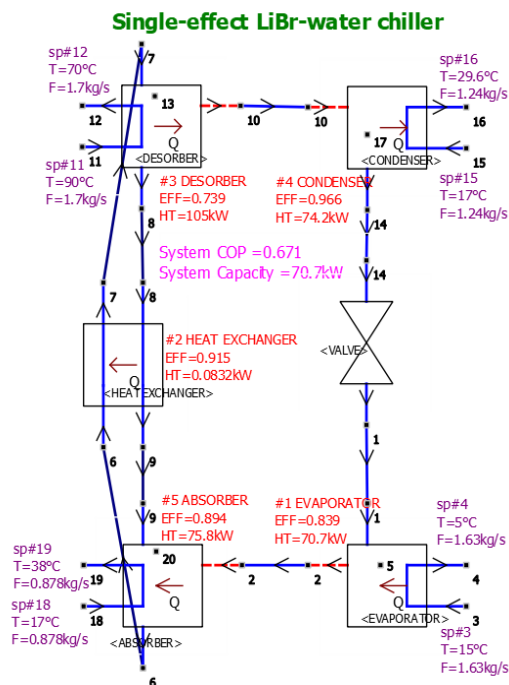 Single-effect LiBr-water chiller
sp#12
T=70°C
F=1.7kg/s
7
12
13
11
Q
<DESORBER>
sp#11
T=90°C
F=1.7kg/s
10
10
sp#16
T=29.6°C
F=1.24kg/s
16
17
Q
15
<CONDENSER>
sp#15
T=17°C
F=1.24kg/s
#3 DESORBER
EFF=0.739
HT=105kW
#4 CONDENSER
EFF=0.966
HT=74.2kW
8
14
System COP =0.671
System Capacity =70.7kW
14
7
8
#2 HEAT EXCHANGER
EFF=0.915
HT=0.0832kW
Q
<HEATEXCHANGER>
<VALVE>
1
6
9
#5 ABSORBER
EFF=0.894
HT=75.8kW
#1 EVAPORATOR
EFF=0.839
HT=70.7kW
9
1
sp#4
T=5°C
F=1.63kg/s
sp#19
T=38°C
F=0.878kg/s
20
19
2
2
5
4
sp#18
T=17°C
F=0.878kg/s
18
Q
<ABSORBER>
Q
3
<EVAPORATOR>
sp#3
T=15°C
F=1.63kg/s
6